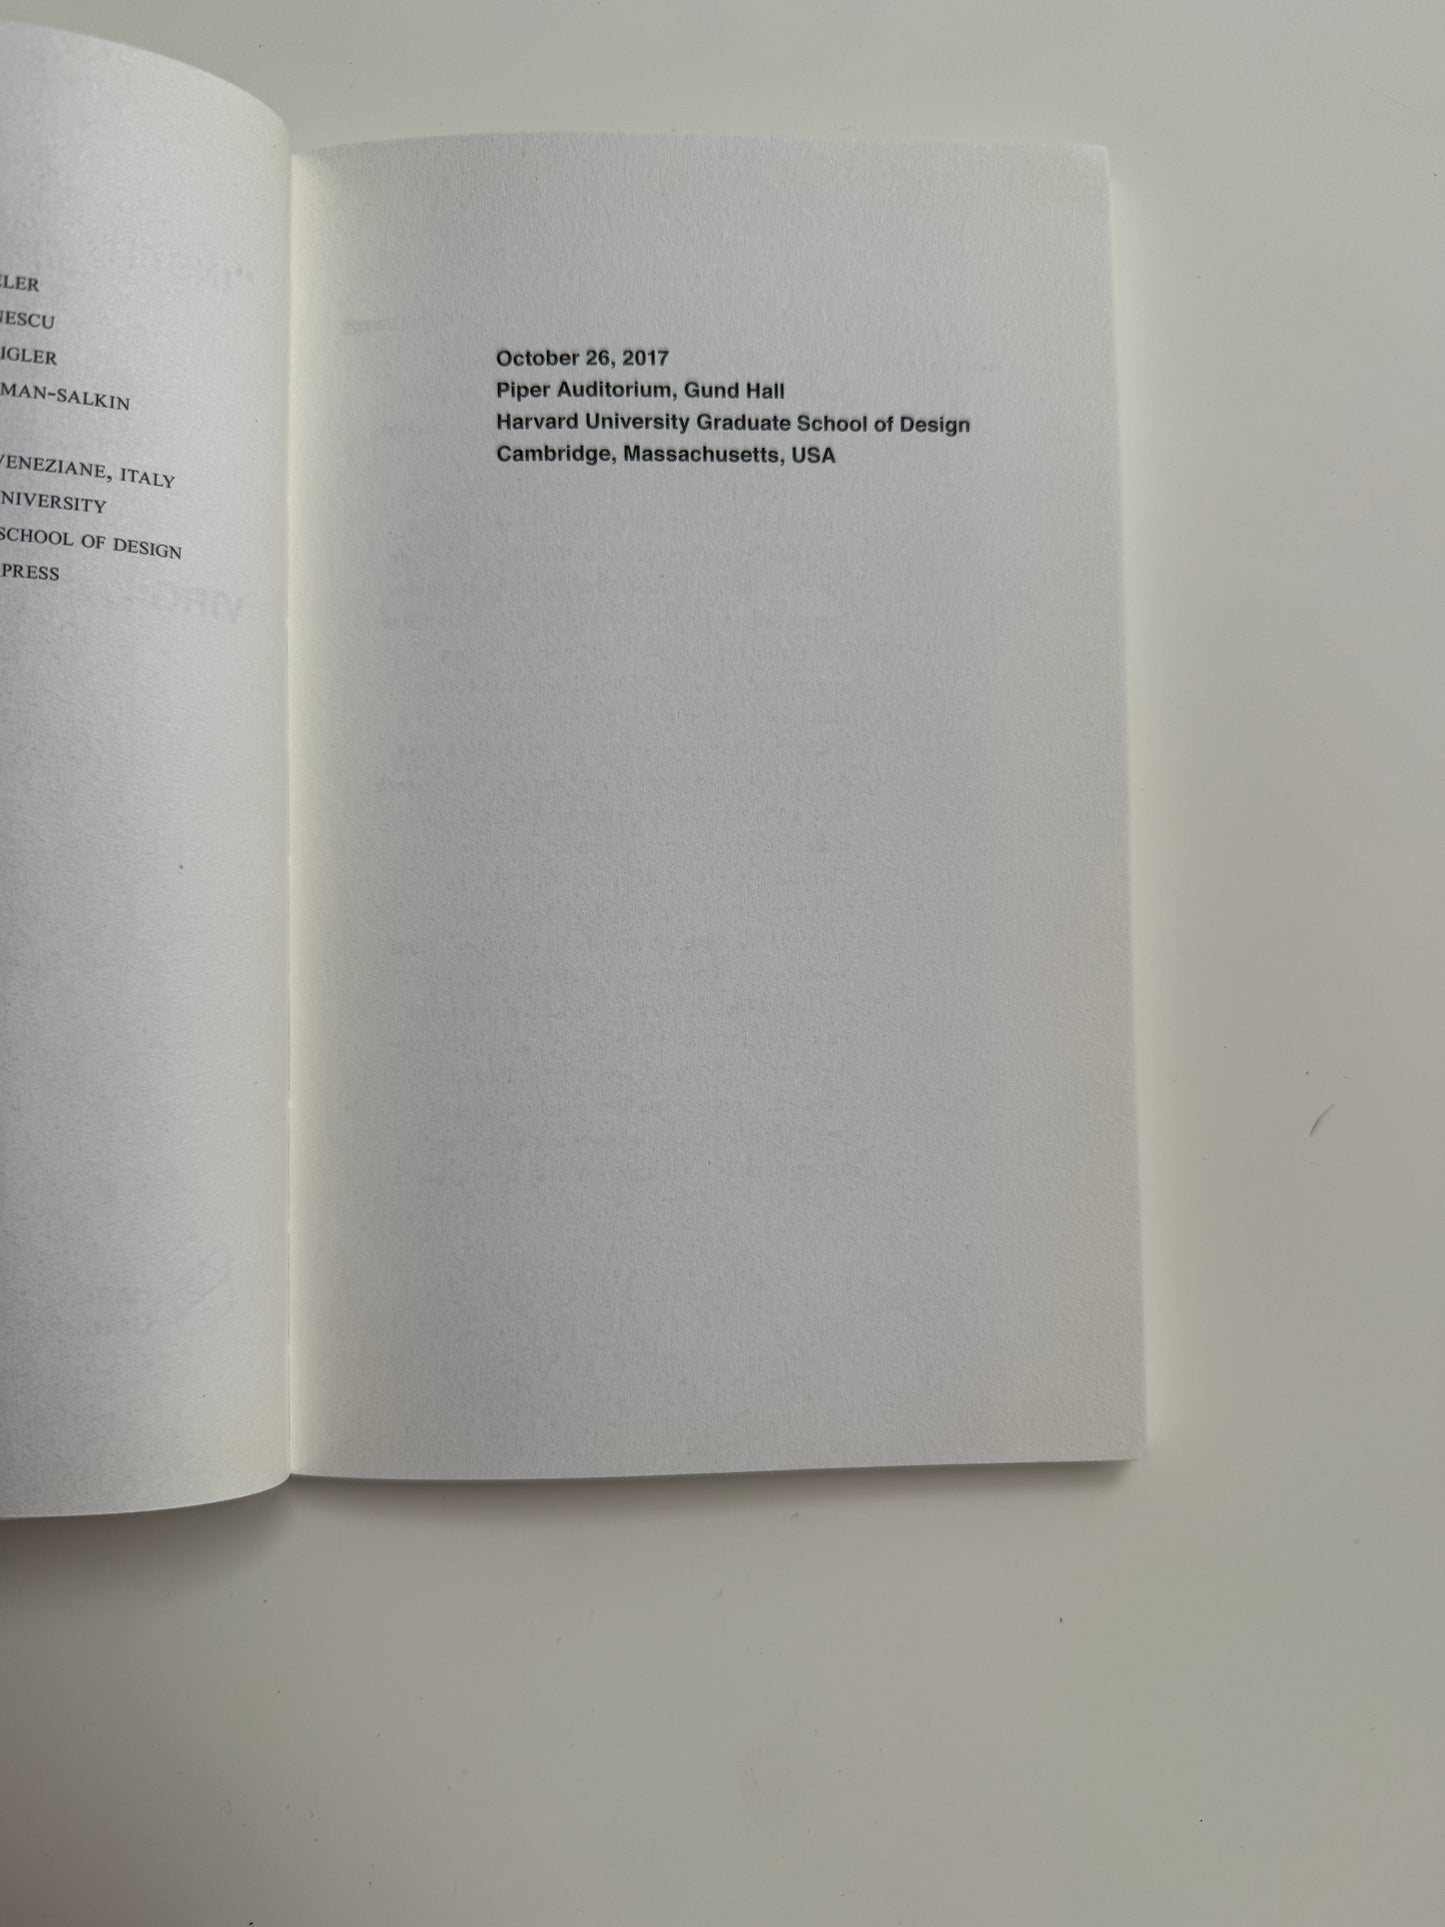 LER
NESCU
IGLER
MAN-SALKIN
VENEZIANE, ITALY
NIVERSITY
SCHOOL OF DESIGN
PRESS
October 26, 2017
Piper Auditorium, Gund Hall
Harvard University Graduate School of Design
Cambridge, Massachusetts, USA